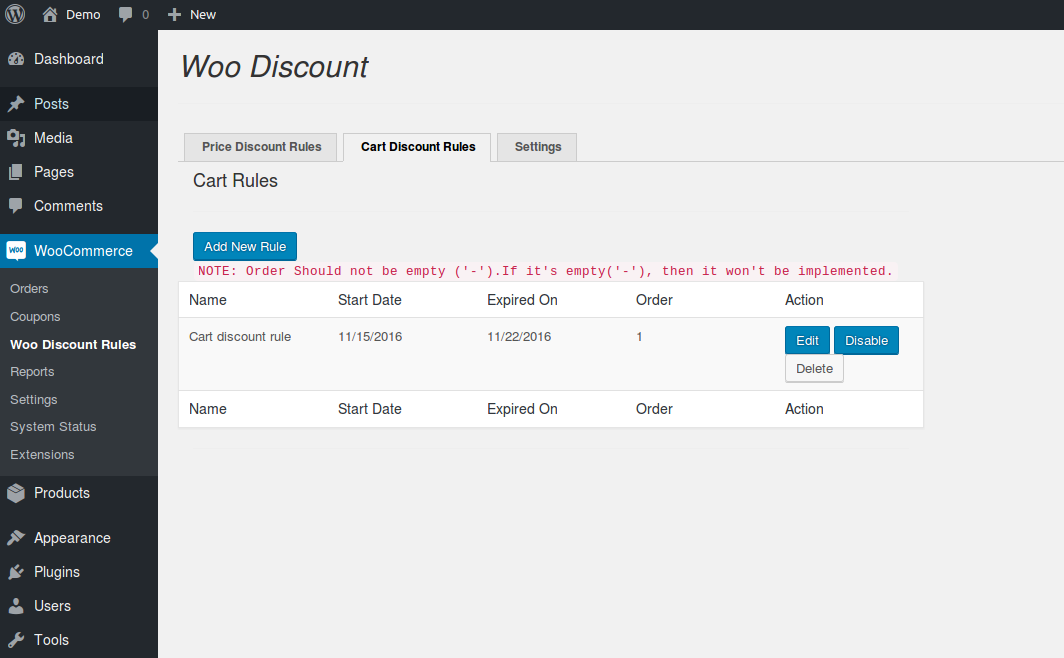 Demo 0 New
Dashboard
Posts
Media
Pages
Comments
WOO WooCommerce
Orders
Coupons
Woo Discount Rules
Reports
Settings
System Status
Extensions
Products
Appearance
Plugins
Users
Tools
Woo Discount
Price Discount Rules Cart Discount Rules Settings
Cart Rules
Add New Rule
NOTE: Order Should not be empty ('-').If it's empty('-'), then it won't be implemented.
Name Start Date Expired On Order Action
Cart discount rule 11/15/2016 11/22/2016 1 Edit Disable
Delete
Name Start Date Expired On Order Action